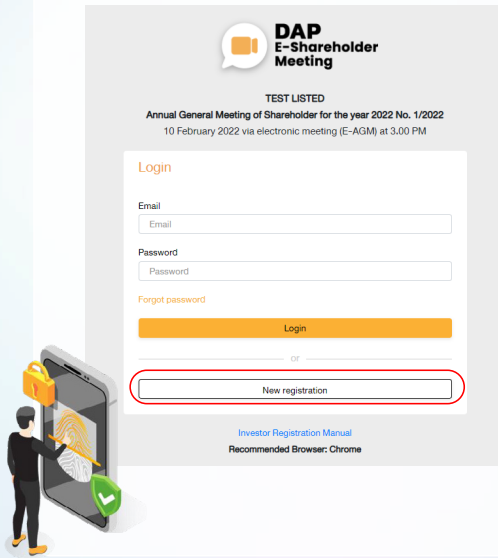 DAP
E-Shareholder
Meeting
TEST LISTED
Annual General Meeting of Shareholder for the year 2022 No. 1/2022
10 February 2022 via electronic meeting (E-AGM) at 3.00 PM
Login
Email
Email
Password
Password
Forgot password
Login
or
New registration
Investor Registration Manual
Recommended Browser: Chrome